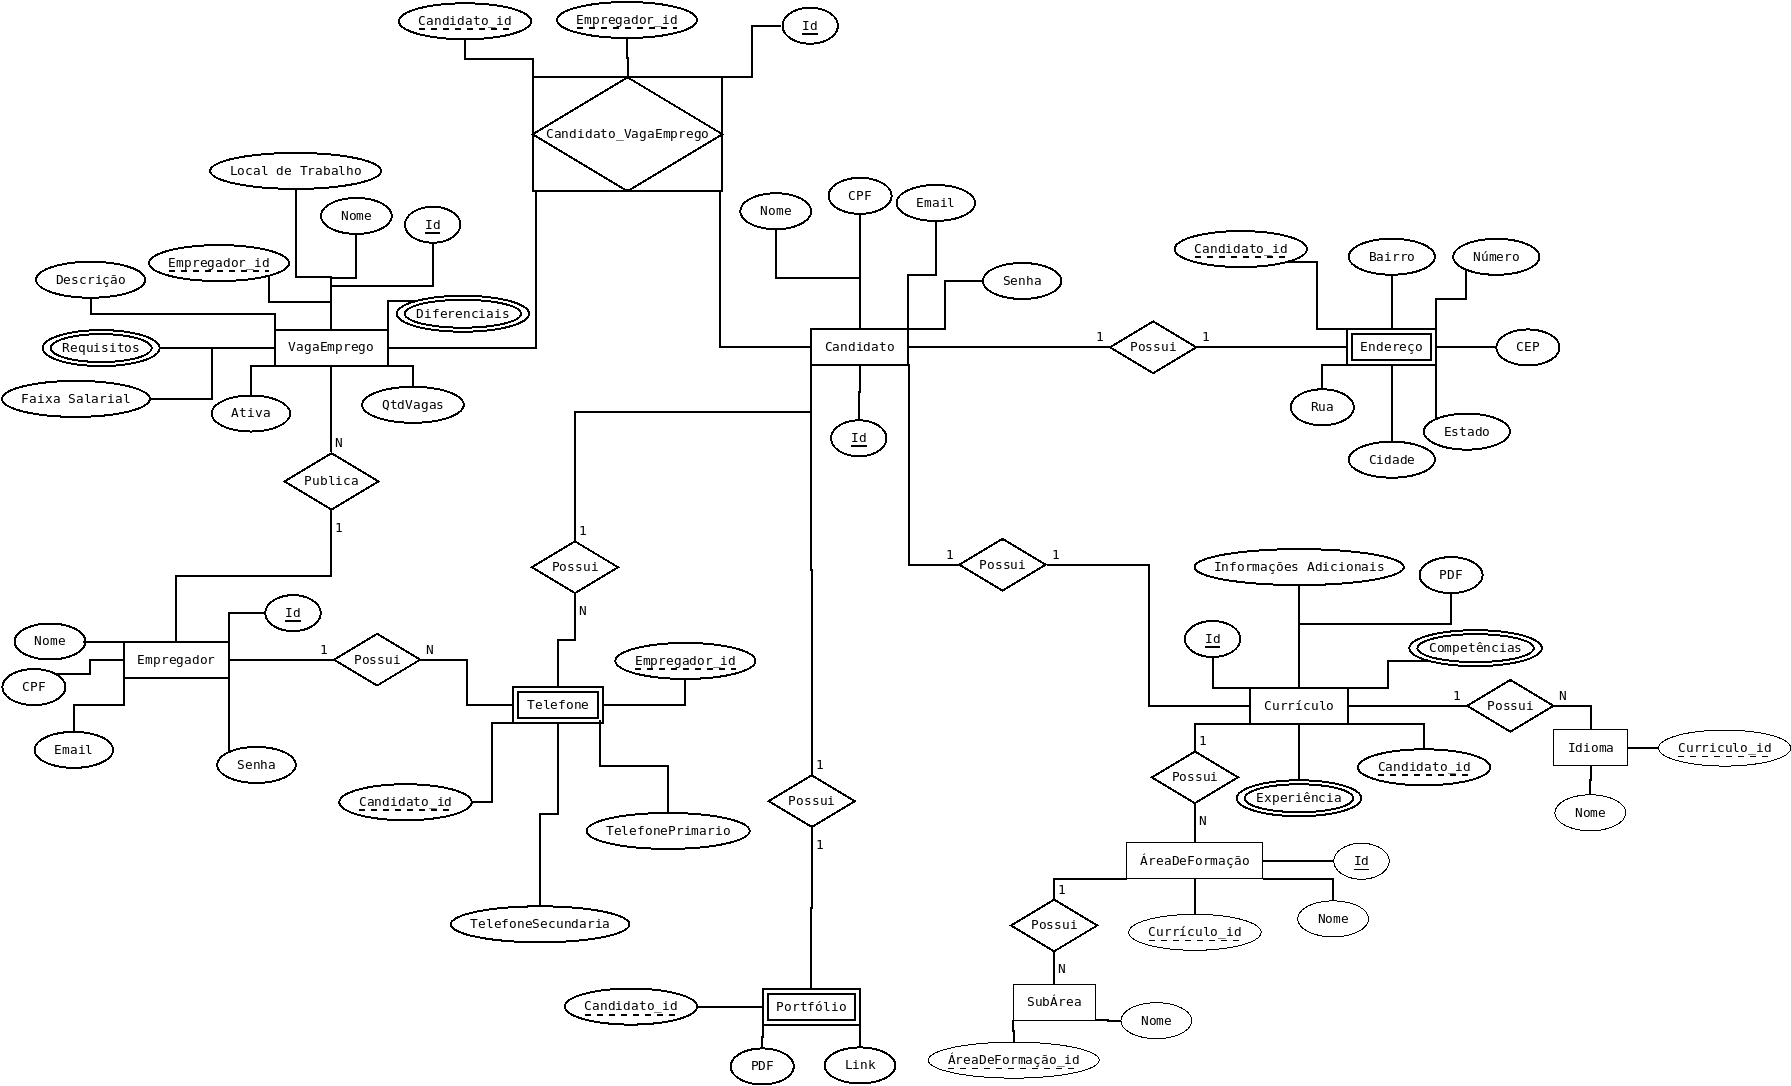 Candidato_id
Empregador_id
Id
Candidato_VagaEmprego
Local de Trabalho
Nome
Id
Empregador_id
Descrição
Diferenciais
Requisitos
VagaEmprego
Faixa Salarial
Ativa
QtdVagas
N
Publica
1
Nome
CPF
Email
Senha
Candidato
Id
1
Possui
1
Candidato_id
Bairro
Número
Endereço
CEP
Rua
Estado
Cidade
1
Possui
N
1
Possui
1
Informações Adicionais
PDF
Id
Competências
Currículo
1
Possui
N
Idioma
Curriculo_id
Nome
Candidato_id
Experiência
1
Possui
N
ÁreaDeFormação
Id
Nome
Currículo_id
1
Possui
N
SubÁrea
Nome
ÁreaDeFormação_id
Id
Nome
Empregador
CPF
Email
Senha
1
Possui
N
Empregador_id
Telefone
Candidato_id
TelefonePrimario
TelefoneSecundaria
1
Possui
1
Candidato_id
Portfólio
PDF
Link